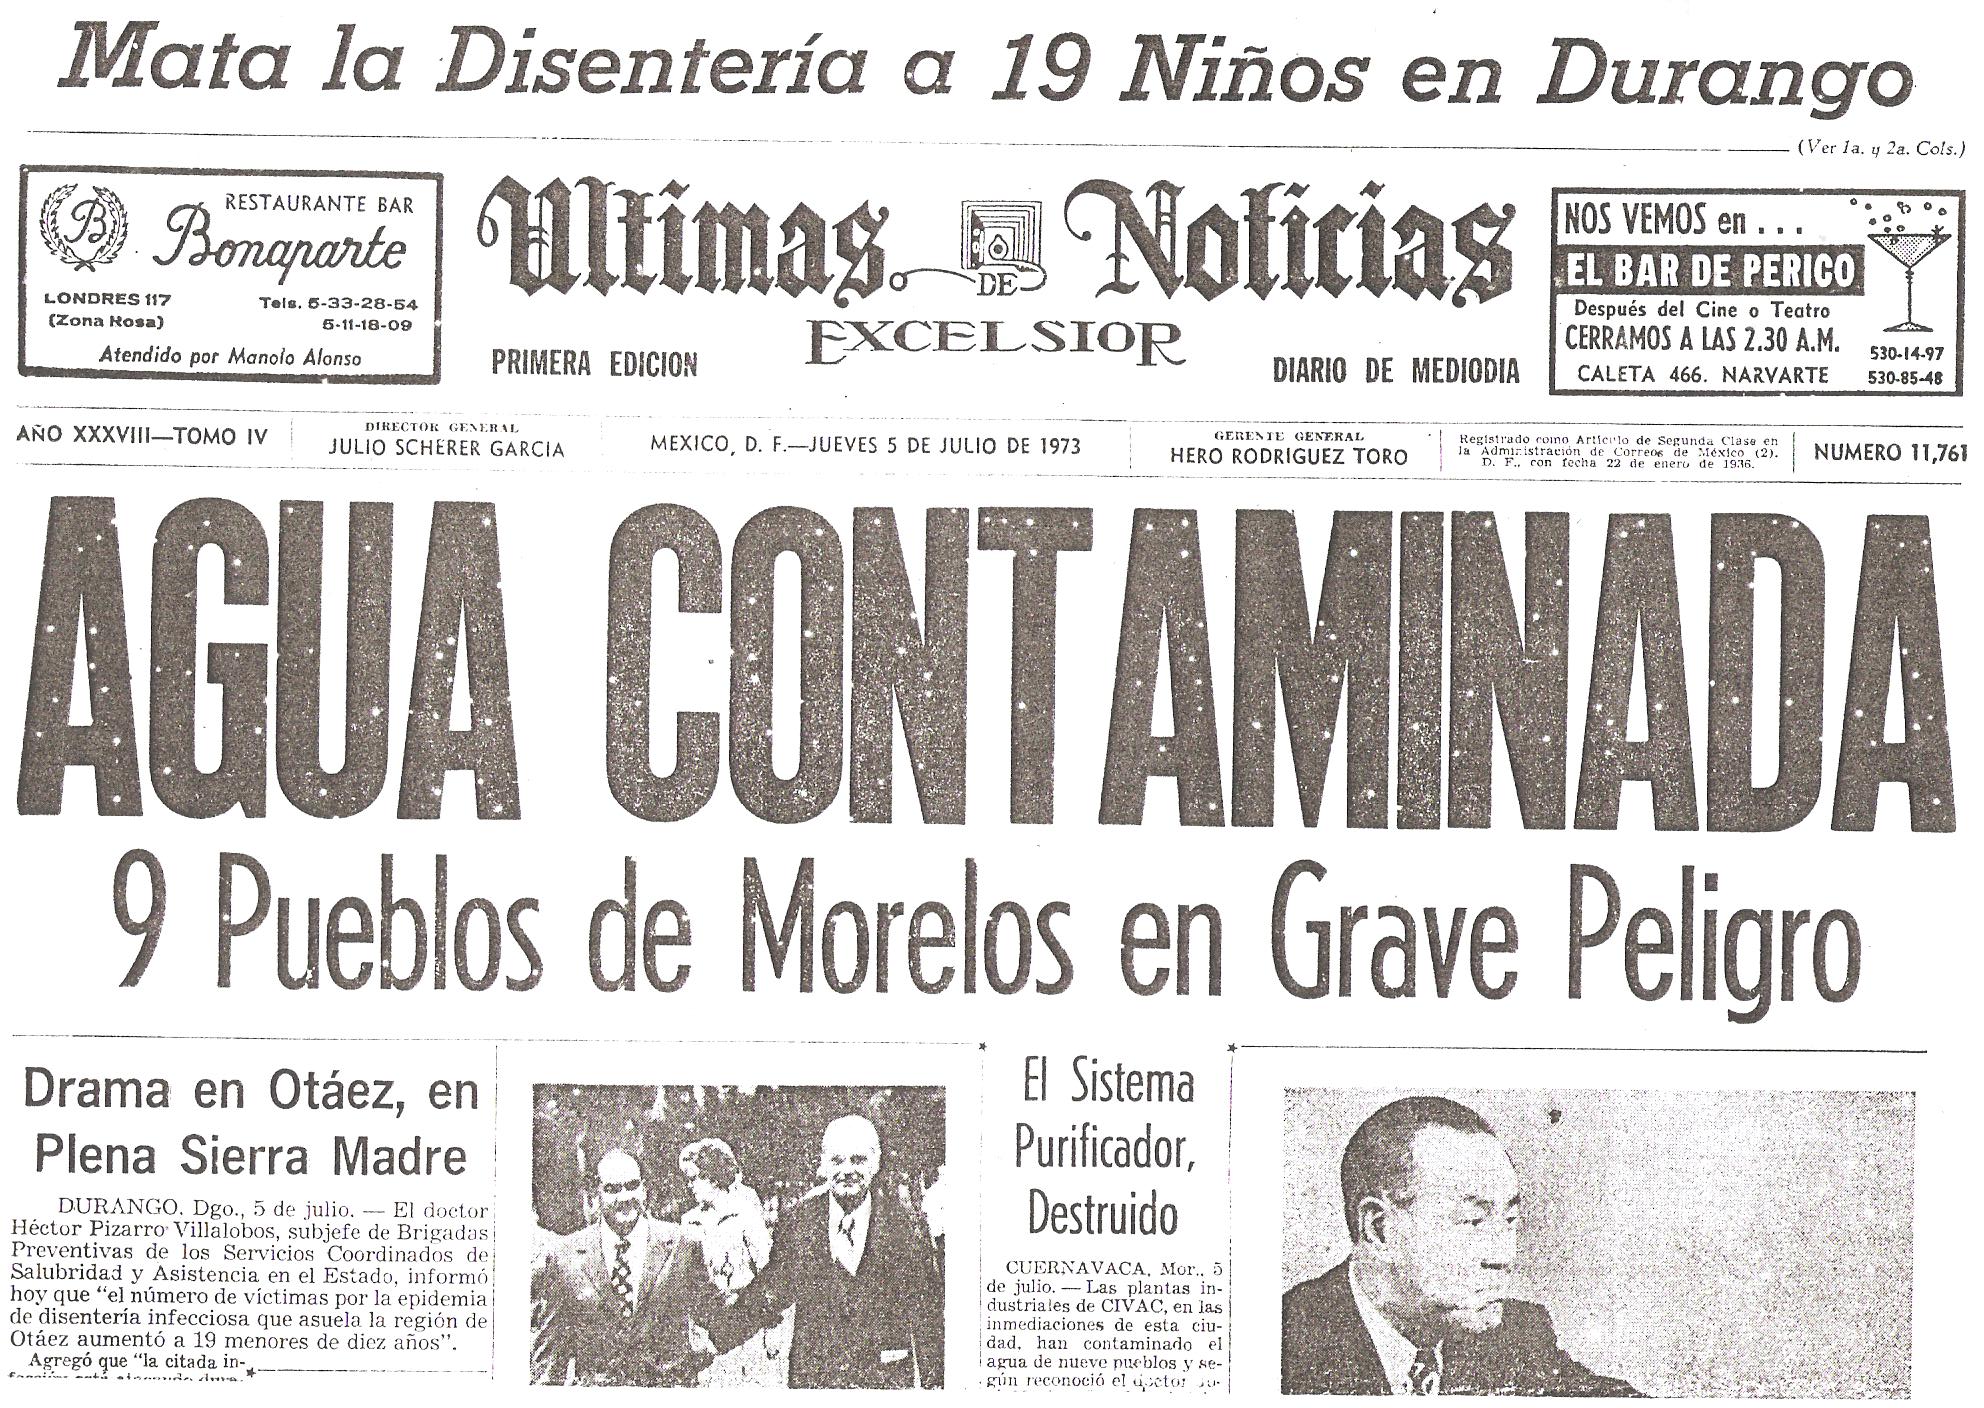 Mata la Disentería a 19 Niños en Durango
(Ver 1a. y 2a. Cols.)
B
RESTAURANTE BAR
Bonaparte
LONDRES 117
(Zona Rosa)
Tels. 5-33-28-54
5-11-18-09
Atendido por Manolo Alonso
Ultimas DE Noticias
EXCELSIOR
PRIMERA EDICION
DIARIO DE MEDIODIA
NOS VEMOS en . . .
EL BAR DE PERICO
Después del Cine o Teatro
CERRAMOS A LAS 2.30 A.M.
CALETA 466. NARVARTE
530-14-97
530-85-48
AÑO XXXVIII—TOMO IV
DIRECTOR GENERAL
JULIO SCHERER GARCIA
MEXICO, D. F.—JUEVES 5 DE JULIO DE 1973
GERENTE GENERAL
HERO RODRIGUEZ TORO
Registrado como Artículo de Segunda Clase en
la Administración de Correos de México (2).
D. F., con fecha 22 de enero de 1936.
NUMERO 11,761
AGUA CONTAMINADA
9 Pueblos de Morelos en Grave Peligro
Drama en Otáez, en
Plena Sierra Madre
DURANGO, Dgo., 5 de julio. — El doctor
Héctor Pizarro Villalobos, subjefe de Brigadas
Preventivas de los Servicios Coordinados de
Salubridad y Asistencia en el Estado, informó
hoy que "el número de víctimas por la epidemia
de disentería infecciosa que asuela la región de
Otáez aumentó a 19 menores de diez años".
Agregó que "la citada in-
El Sistema
Purificador,
Destruido
CUERNAVACA, Mor., 5
de julio. — Las plantas in-
dustriales de CIVAC, en las
inmediaciones de esta ciu-
dad, han contaminado el
agua de nueve pueblos y se-
gún reconoció el doctor